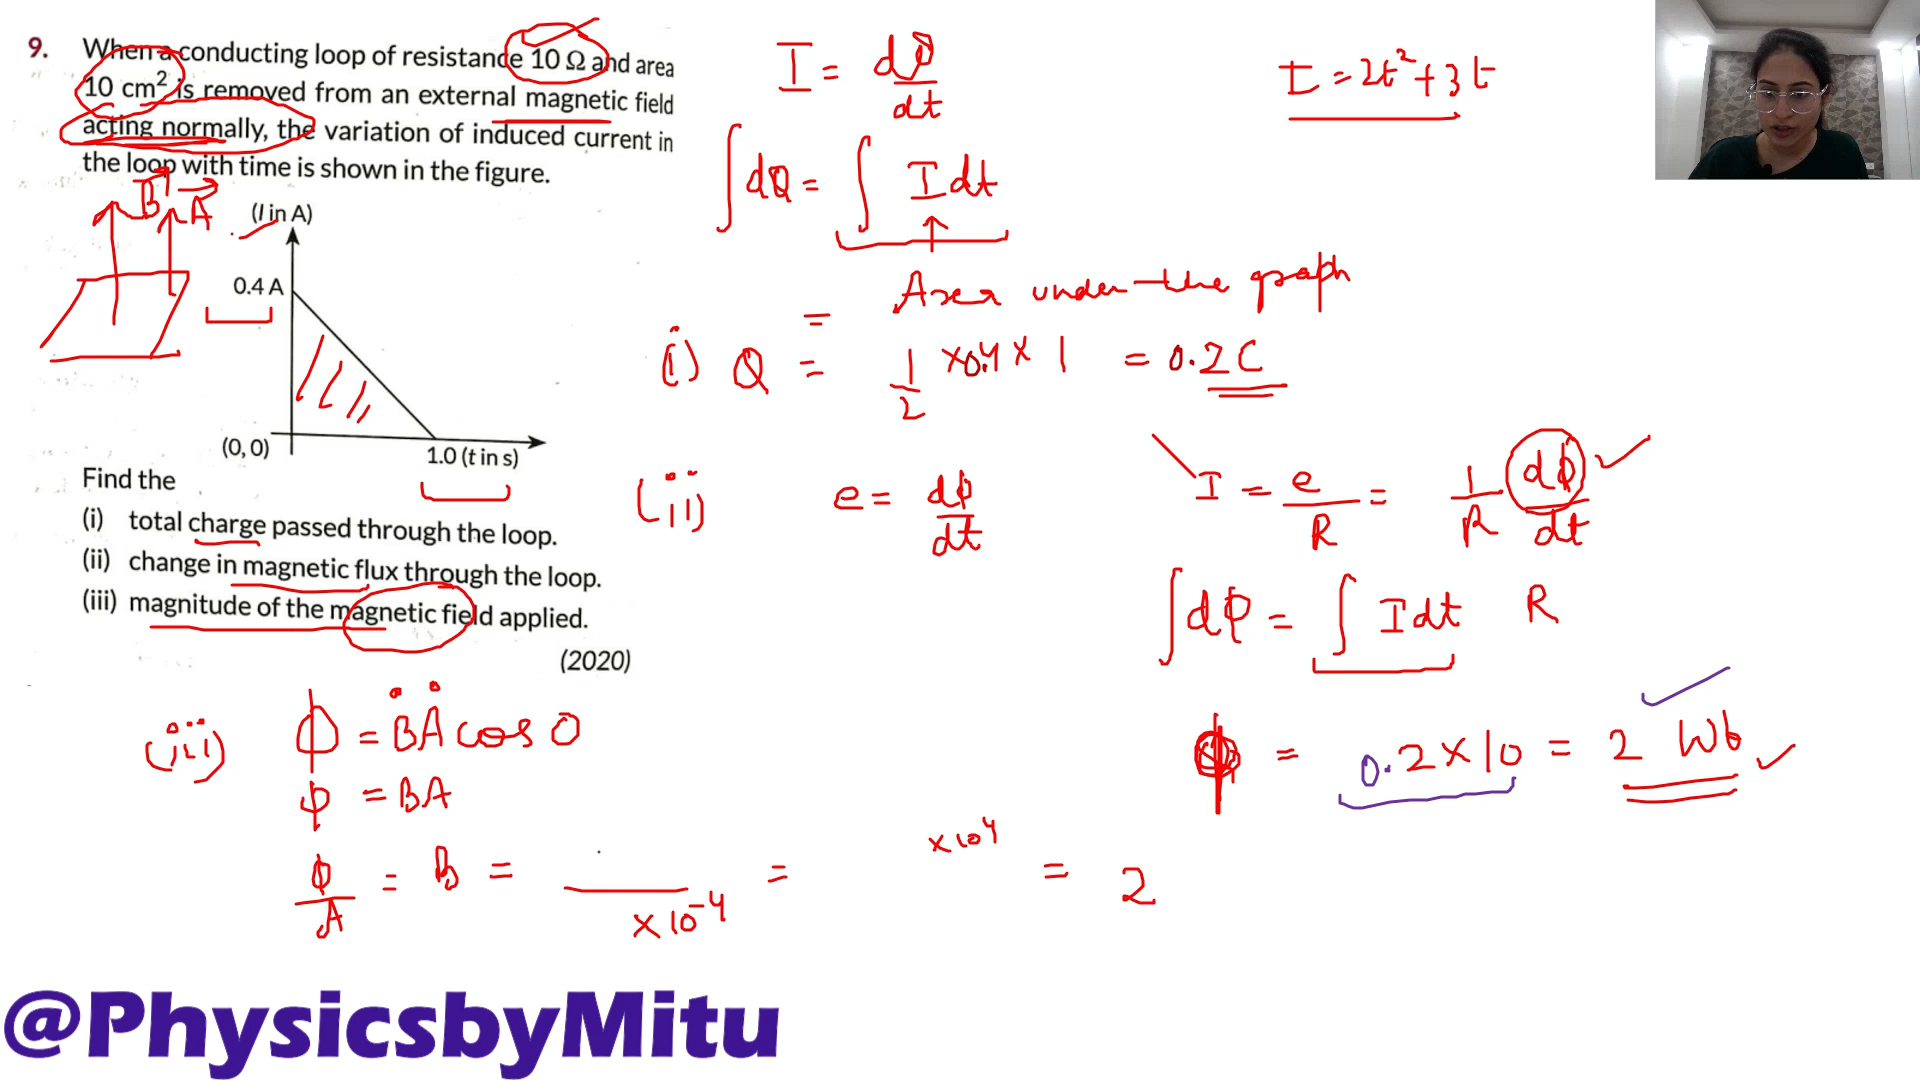 9. When a conducting loop of resistance 10 Ω and area
10 cm² is removed from an external magnetic field
acting normally, the variation of induced current in
the loop with time is shown in the figure.
B A
(I in A)
0.4 A
(0, 0)
1.0 (t in s)
Find the
(i) total charge passed through the loop.
(ii) change in magnetic flux through the loop.
(iii) magnitude of the magnetic field applied.
(2020)
I = dQ/dt
I = 2t² + 3t
∫dQ = ∫ I dt
= Area under the graph
(i) Q = 1/2 × 0.4 × 1 = 0.2 C
(ii) e = dφ/dt
I = e/R = 1/R dφ/dt
∫dφ = ∫ I dt R
φ = 0.2 × 10 = 2 Wb
(iii) φ = BA cos 0
φ = BA
φ/A = B = ×10⁻⁴ = ×10⁴ = 2
@PhysicsbyMitu